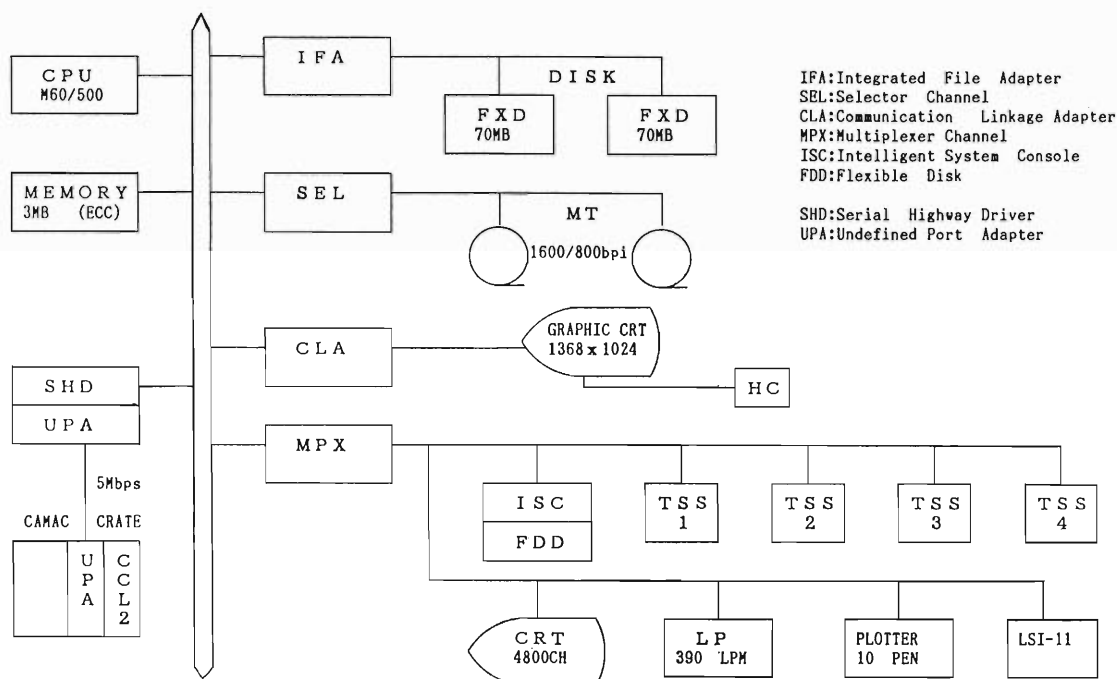 CPU
M60/500
MEMORY
3MB (ECC)
SHD
UPA
5Mbps
CAMAC CRATE
UPA
CCL2
IFA
DISK
FXD
70MB
FXD
70MB
SEL
MT
1600/800bpi
CLA
GRAPHIC CRT
1368x1024
HC
MPX
ISC
FDD
TSS
1
TSS
2
TSS
3
TSS
4
CRT
4800CH
LP
390 LPM
PLOTTER
10 PEN
LSI-11
IFA:Integrated File Adapter
SEL:Selector Channel
CLA:Communication Linkage Adapter
MPX:Multiplexer Channel
ISC:Intelligent System Console
FDD:Flexible Disk
SHD:Serial Highway Driver
UPA:Undefined Port Adapter